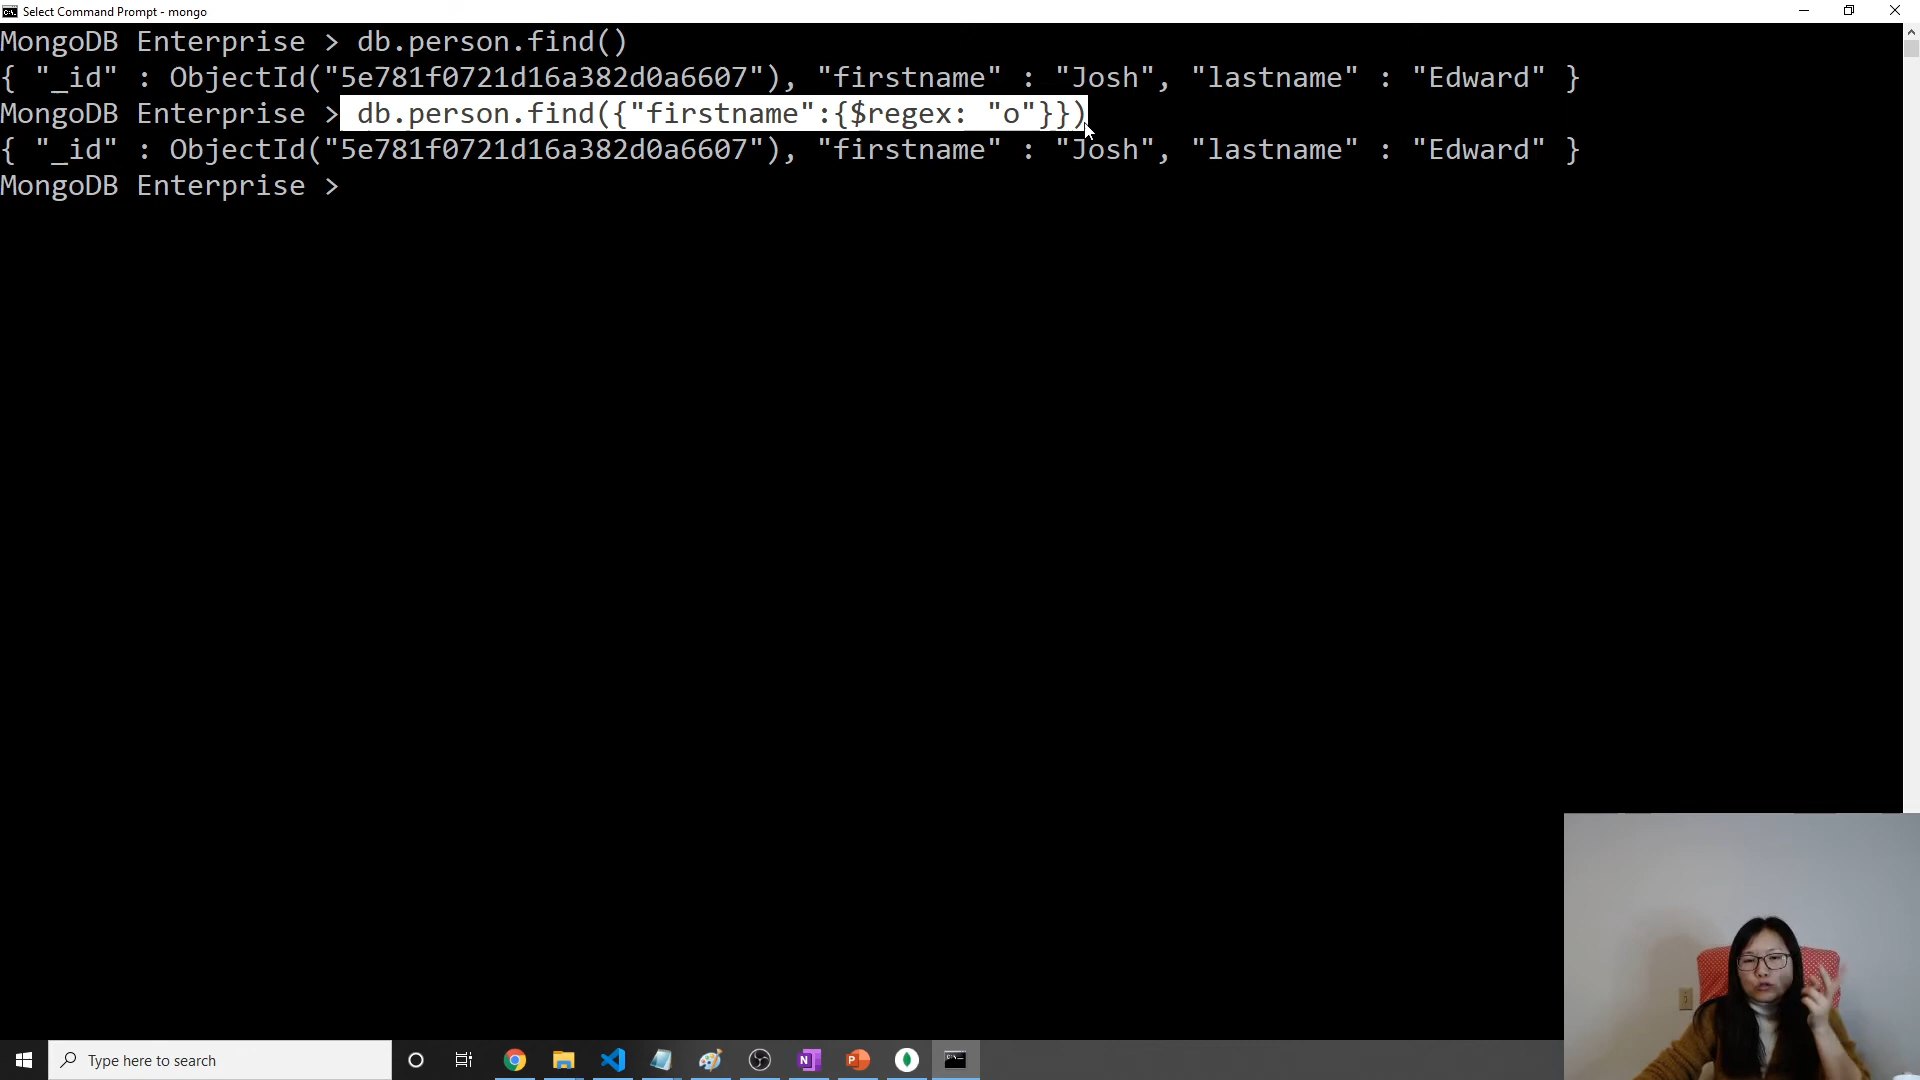 Select Command Prompt - mongo
MongoDB Enterprise > db.person.find()
{ "_id" : ObjectId("5e781f0721d16a382d0a6607"), "firstname" : "Josh", "lastname" : "Edward" }
MongoDB Enterprise > db.person.find({"firstname":{$regex: "o"}})
{ "_id" : ObjectId("5e781f0721d16a382d0a6607"), "firstname" : "Josh", "lastname" : "Edward" }
MongoDB Enterprise >
Type here to search